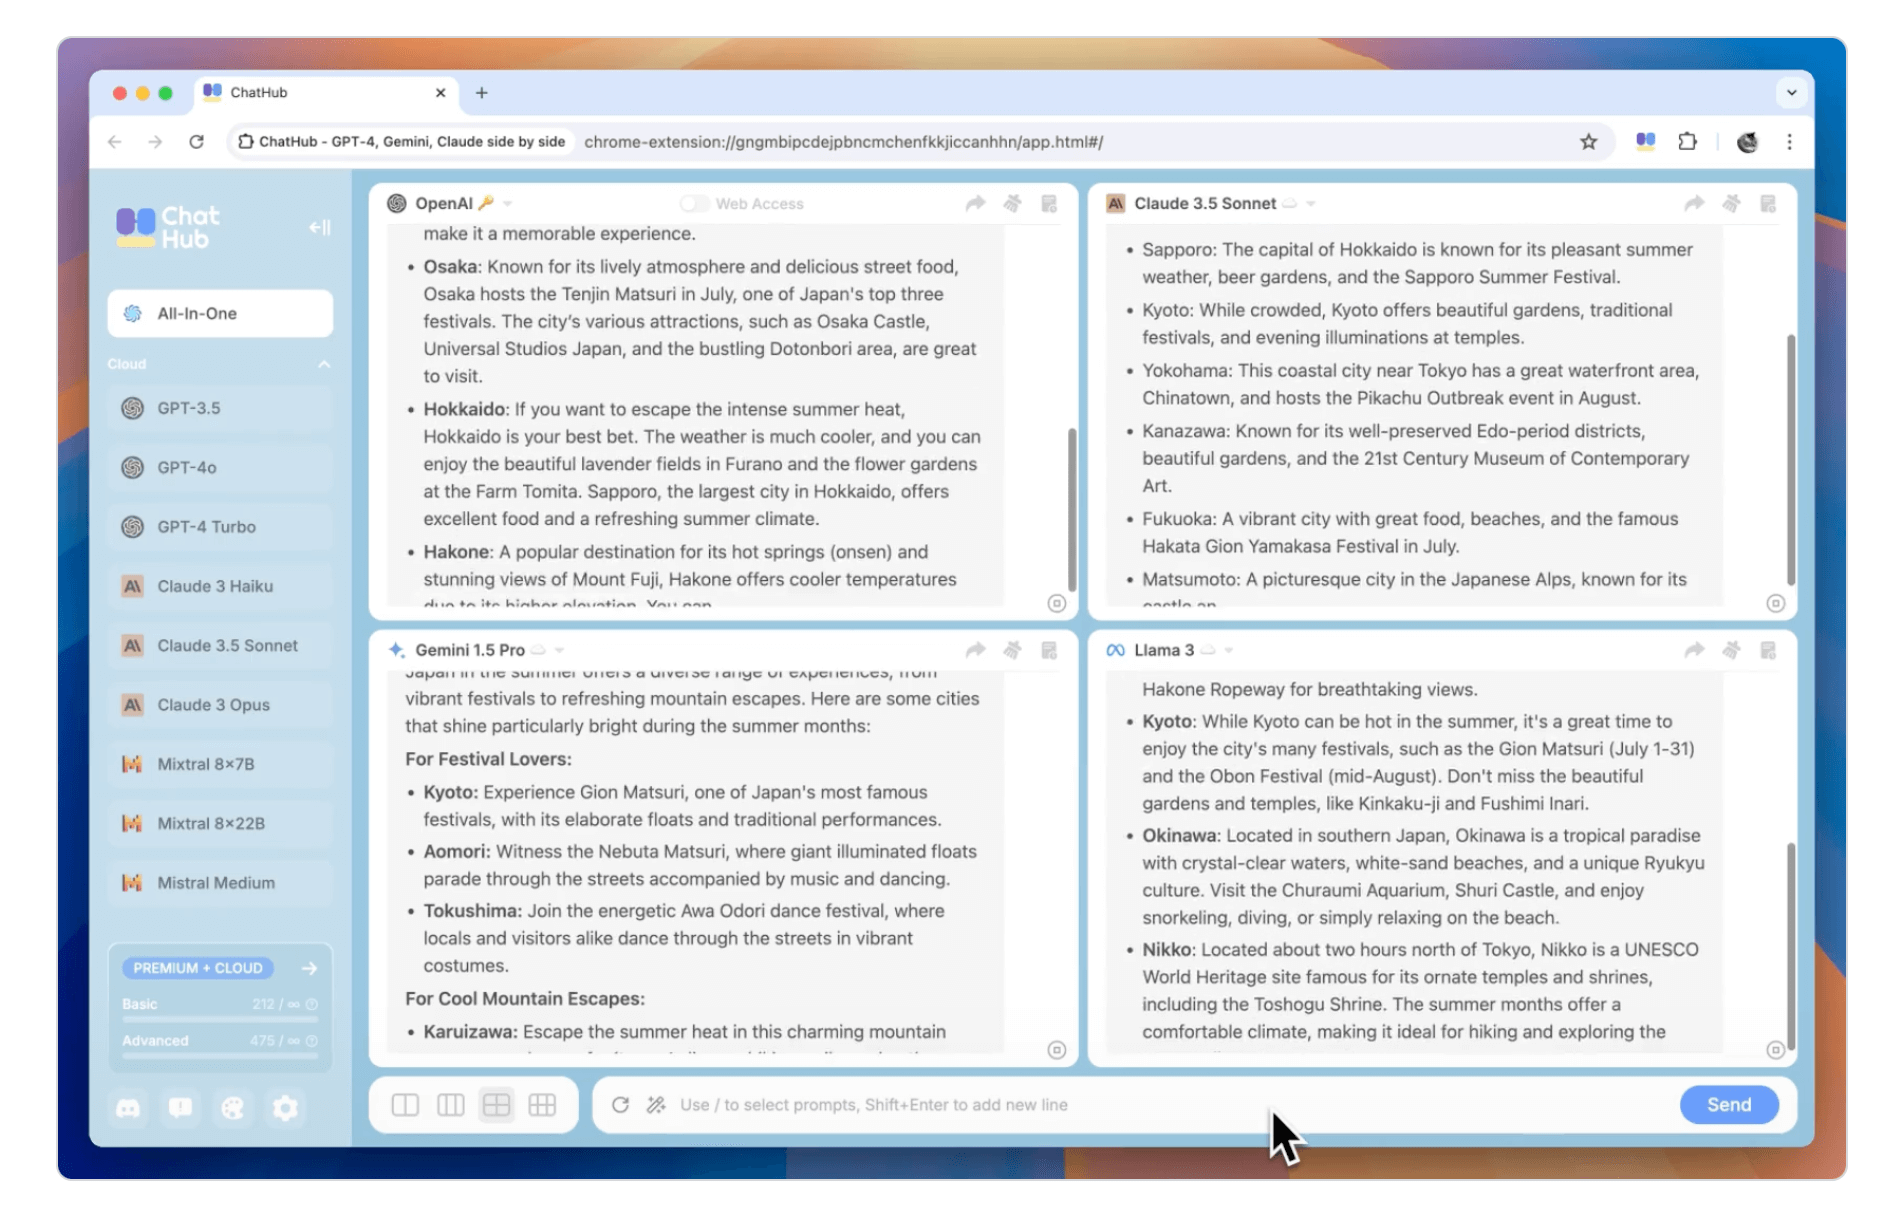 ChatHub
ChatHub - GPT-4, Gemini, Claude side by side
chrome-extension://gngmbipcdejpbncmchenfkkjiccanhhn/app.html#/
Chat
Hub
All-In-One
Cloud
GPT-3.5
GPT-4o
GPT-4 Turbo
Claude 3 Haiku
Claude 3.5 Sonnet
Claude 3 Opus
Mixtral 8×7B
Mixtral 8×22B
Mistral Medium
PREMIUM + CLOUD
Basic 212 / ∞
Advanced 475 / ∞
OpenAI
Web Access
make it a memorable experience.
• Osaka: Known for its lively atmosphere and delicious street food,
Osaka hosts the Tenjin Matsuri in July, one of Japan's top three
festivals. The city's various attractions, such as Osaka Castle,
Universal Studios Japan, and the bustling Dotonbori area, are great
to visit.
• Hokkaido: If you want to escape the intense summer heat,
Hokkaido is your best bet. The weather is much cooler, and you can
enjoy the beautiful lavender fields in Furano and the flower gardens
at the Farm Tomita. Sapporo, the largest city in Hokkaido, offers
excellent food and a refreshing summer climate.
• Hakone: A popular destination for its hot springs (onsen) and
stunning views of Mount Fuji, Hakone offers cooler temperatures
due to its higher elevation. You can
Claude 3.5 Sonnet
• Sapporo: The capital of Hokkaido is known for its pleasant summer
weather, beer gardens, and the Sapporo Summer Festival.
• Kyoto: While crowded, Kyoto offers beautiful gardens, traditional
festivals, and evening illuminations at temples.
• Yokohama: This coastal city near Tokyo has a great waterfront area,
Chinatown, and hosts the Pikachu Outbreak event in August.
• Kanazawa: Known for its well-preserved Edo-period districts,
beautiful gardens, and the 21st Century Museum of Contemporary
Art.
• Fukuoka: A vibrant city with great food, beaches, and the famous
Hakata Gion Yamakasa Festival in July.
• Matsumoto: A picturesque city in the Japanese Alps, known for its
castle an
Gemini 1.5 Pro
Japan in the summer offers a diverse range of experiences, from
vibrant festivals to refreshing mountain escapes. Here are some cities
that shine particularly bright during the summer months:
For Festival Lovers:
• Kyoto: Experience Gion Matsuri, one of Japan's most famous
festivals, with its elaborate floats and traditional performances.
• Aomori: Witness the Nebuta Matsuri, where giant illuminated floats
parade through the streets accompanied by music and dancing.
• Tokushima: Join the energetic Awa Odori dance festival, where
locals and visitors alike dance through the streets in vibrant
costumes.
For Cool Mountain Escapes:
• Karuizawa: Escape the summer heat in this charming mountain
Llama 3
Hakone Ropeway for breathtaking views.
• Kyoto: While Kyoto can be hot in the summer, it's a great time to
enjoy the city's many festivals, such as the Gion Matsuri (July 1-31)
and the Obon Festival (mid-August). Don't miss the beautiful
gardens and temples, like Kinkaku-ji and Fushimi Inari.
• Okinawa: Located in southern Japan, Okinawa is a tropical paradise
with crystal-clear waters, white-sand beaches, and a unique Ryukyu
culture. Visit the Churaumi Aquarium, Shuri Castle, and enjoy
snorkeling, diving, or simply relaxing on the beach.
• Nikko: Located about two hours north of Tokyo, Nikko is a UNESCO
World Heritage site famous for its ornate temples and shrines,
including the Toshogu Shrine. The summer months offer a
comfortable climate, making it ideal for hiking and exploring the
Use / to select prompts, Shift+Enter to add new line
Send